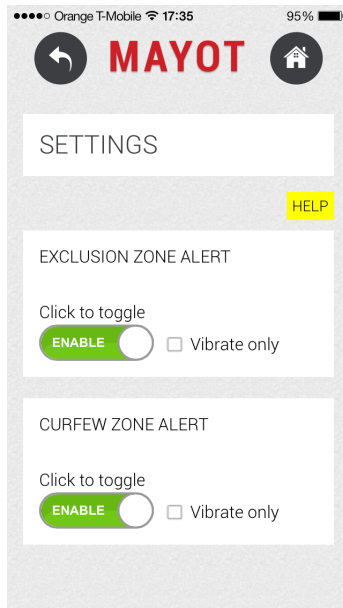 Orange T-Mobile 17:35 95%
MAYOT
SETTINGS
HELP
EXCLUSION ZONE ALERT
Click to toggle
ENABLE Vibrate only
CURFEW ZONE ALERT
Click to toggle
ENABLE Vibrate only